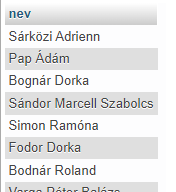 nev
Sárközi Adrienn
Pap Ádám
Bognár Dorka
Sándor Marcell Szabolcs
Simon Ramóna
Fodor Dorka
Bodnár Roland